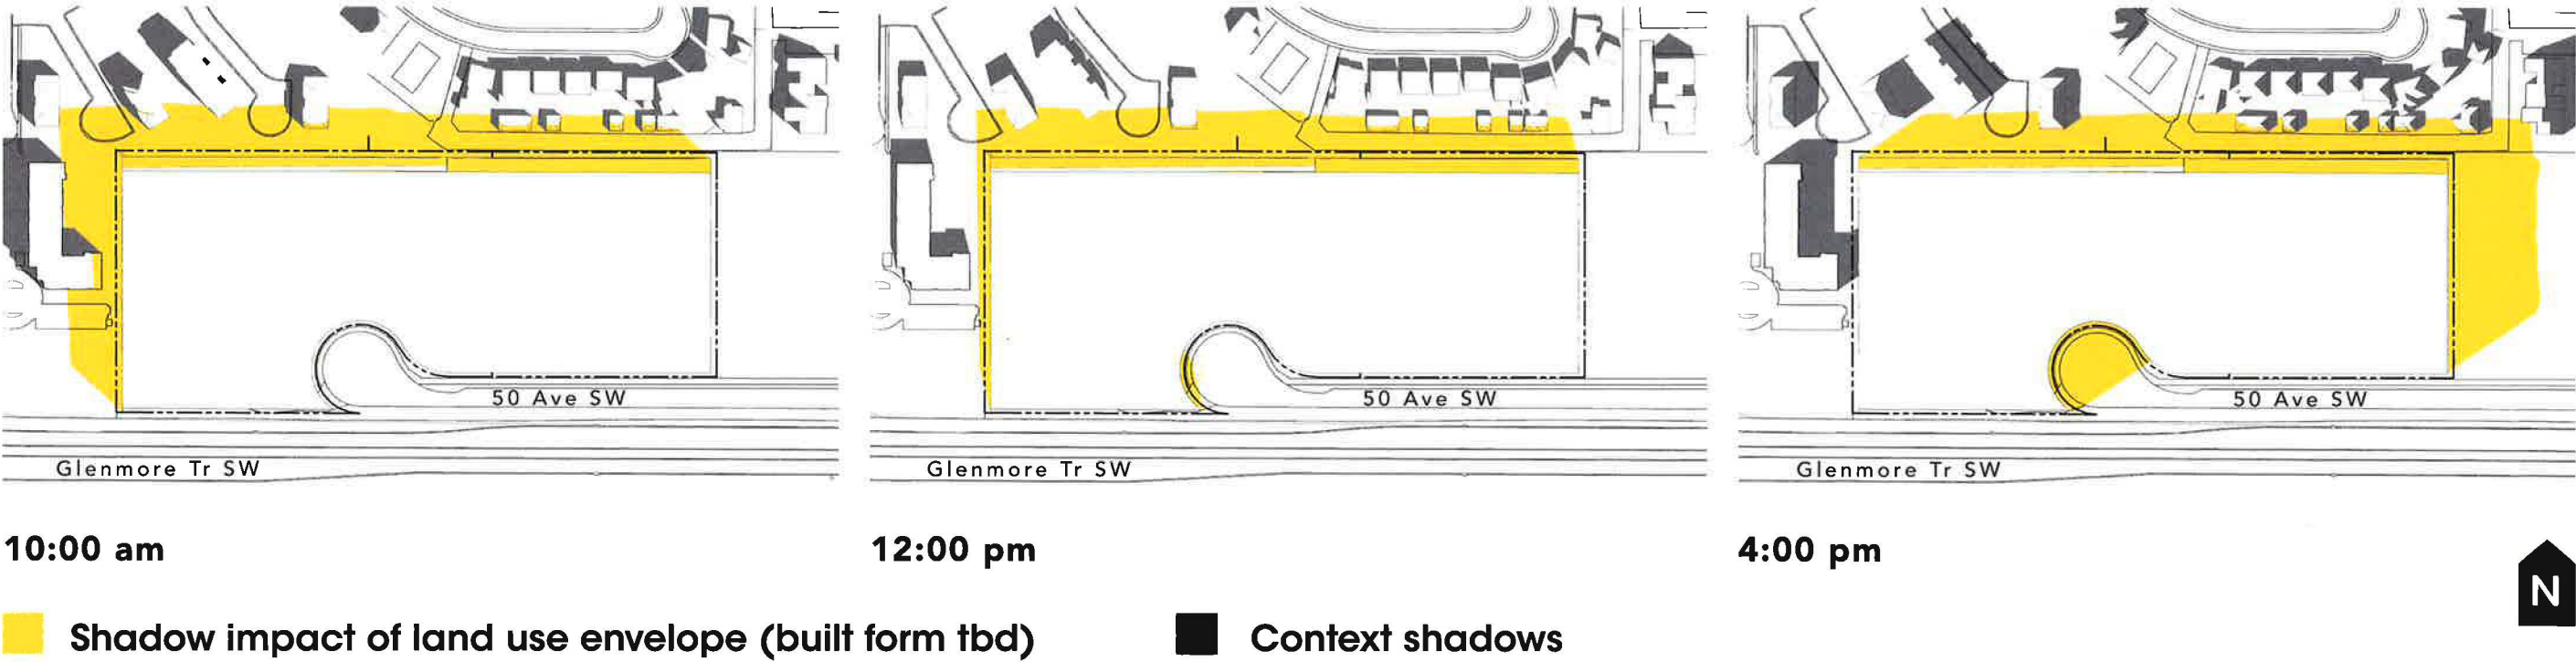 50 Ave SW
Glenmore Tr SW
50 Ave SW
Glenmore Tr SW
50 Ave SW
Glenmore Tr SW
10:00 am
12:00 pm
4:00 pm
N
Shadow impact of land use envelope (built form tbd)
Context shadows